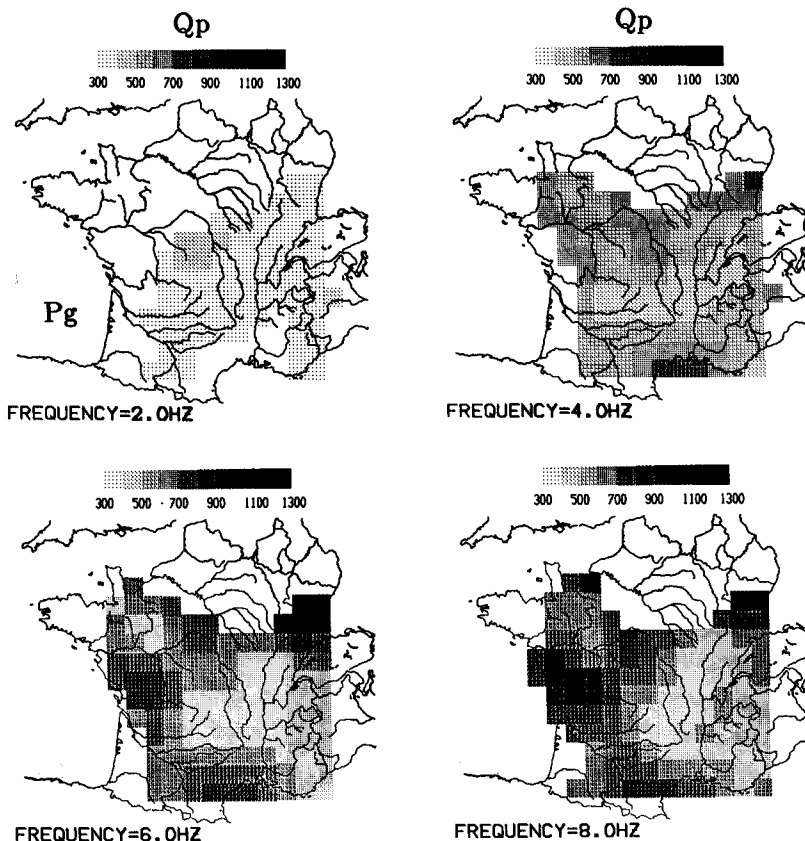 Qp
300 500 700 900 1100 1300
Pg
FREQUENCY=2.0HZ
Qp
300 500 700 900 1100 1300
FREQUENCY=4.0HZ
300 500 · 700 900 1100 1300
FREQUENCY=6.0HZ
300 500 700 900 1100 1300
FREQUENCY=8.0HZ